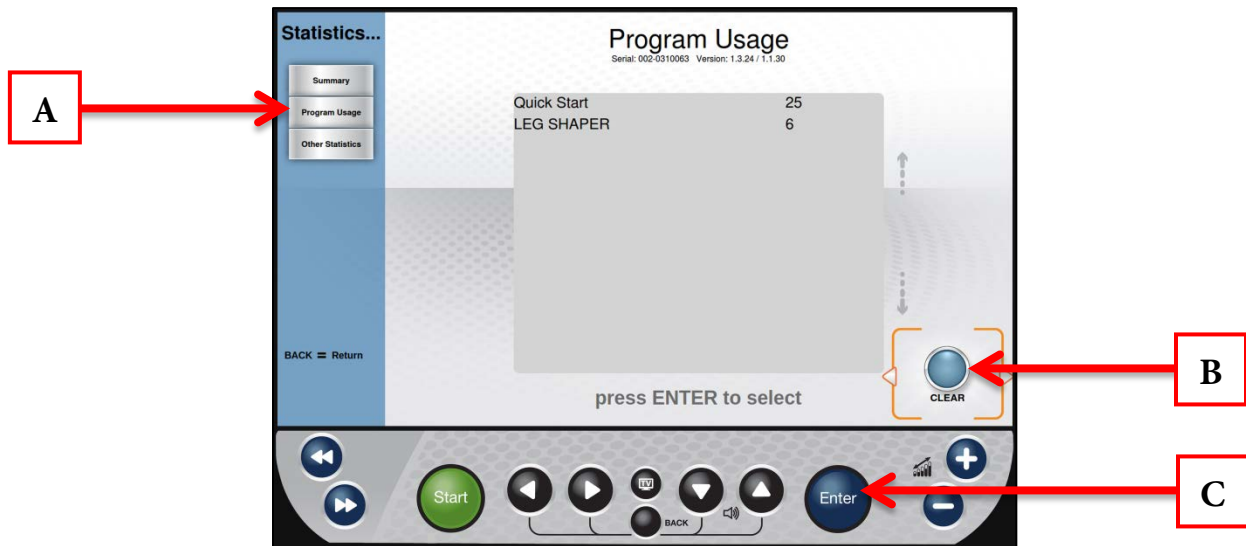 Statistics...
Summary
Program Usage
Other Statistics
BACK = Return
Program Usage
Serial: 002-0310063 Version: 1.3.24 / 1.1.30
Quick Start 25
LEG SHAPER 6
press ENTER to select
CLEAR
Start
TV
BACK
Enter
A
B
C